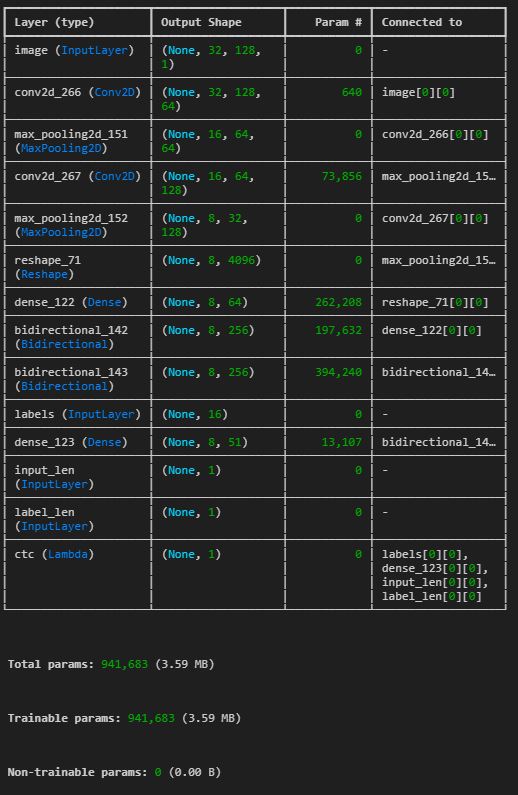 Layer (type) Output Shape Param # Connected to
image (InputLayer) (None, 32, 128, 0 -
1)
conv2d_266 (Conv2D) (None, 32, 128, 640 image[0][0]
64)
max_pooling2d_151 (None, 16, 64, 0 conv2d_266[0][0]
(MaxPooling2D) 64)
conv2d_267 (Conv2D) (None, 16, 64, 73,856 max_pooling2d_15…
128)
max_pooling2d_152 (None, 8, 32, 0 conv2d_267[0][0]
(MaxPooling2D) 128)
reshape_71 (None, 8, 4096) 0 max_pooling2d_15…
(Reshape)
dense_122 (Dense) (None, 8, 64) 262,208 reshape_71[0][0]
bidirectional_142 (None, 8, 256) 197,632 dense_122[0][0]
(Bidirectional)
bidirectional_143 (None, 8, 256) 394,240 bidirectional_14…
(Bidirectional)
labels (InputLayer) (None, 16) 0 -
dense_123 (Dense) (None, 8, 51) 13,107 bidirectional_14…
input_len (None, 1) 0 -
(InputLayer)
label_len (None, 1) 0 -
(InputLayer)
ctc (Lambda) (None, 1) 0 labels[0][0],
dense_123[0][0],
input_len[0][0],
label_len[0][0]
Total params: 941,683 (3.59 MB)
Trainable params: 941,683 (3.59 MB)
Non-trainable params: 0 (0.00 B)